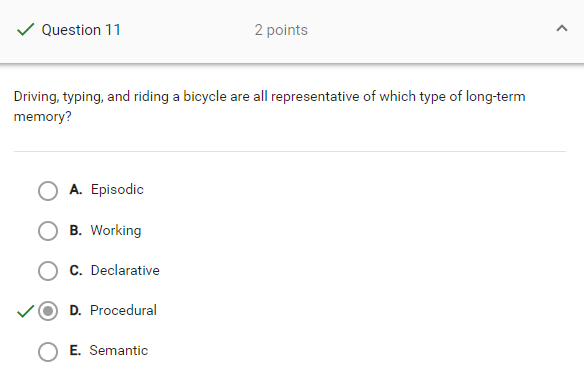 Question 11 2 points
Driving, typing, and riding a bicycle are all representative of which type of long-term
memory?
A. Episodic
B. Working
C. Declarative
D. Procedural
E. Semantic